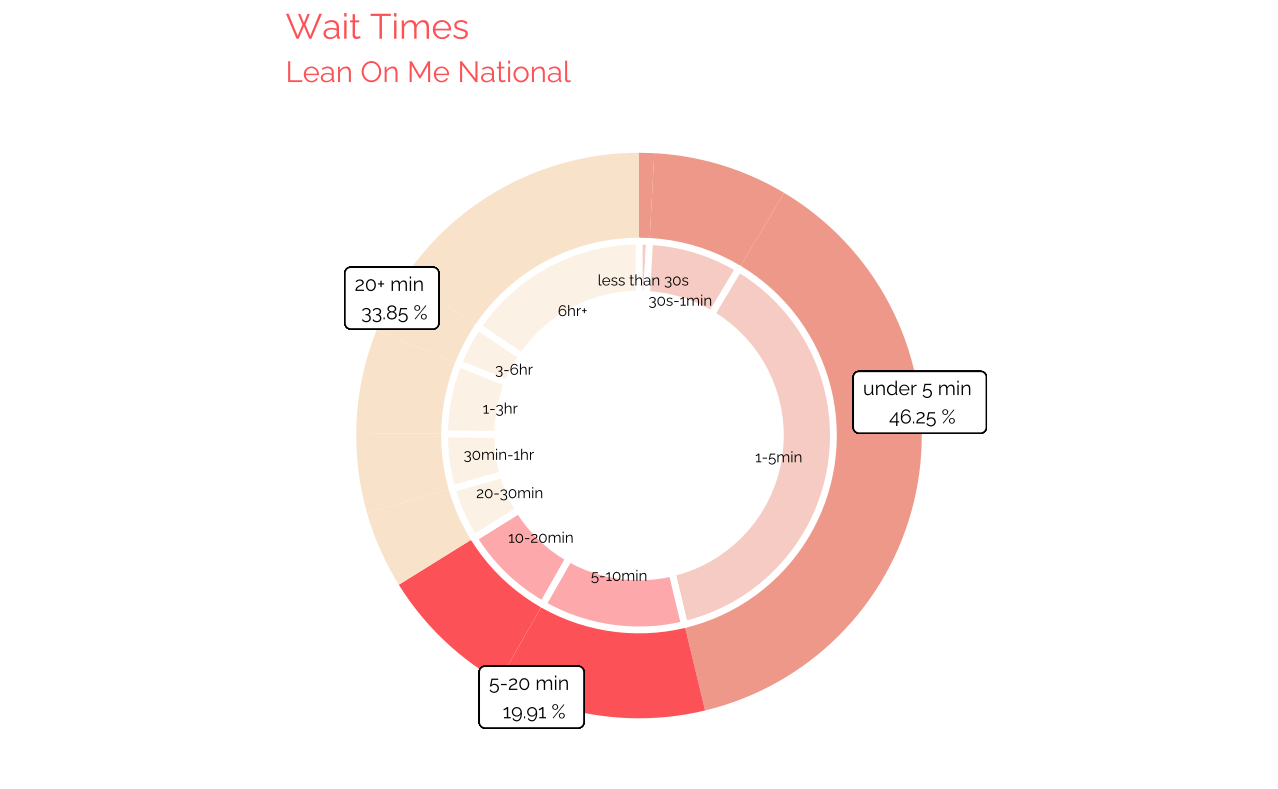 Wait Times
Lean On Me National
less than 30s
30s-1min
6hr+
20+ min
33.85 %
3-6hr
under 5 min
46.25 %
1-3hr
30min-1hr
1-5min
20-30min
10-20min
5-10min
5-20 min
19.91 %